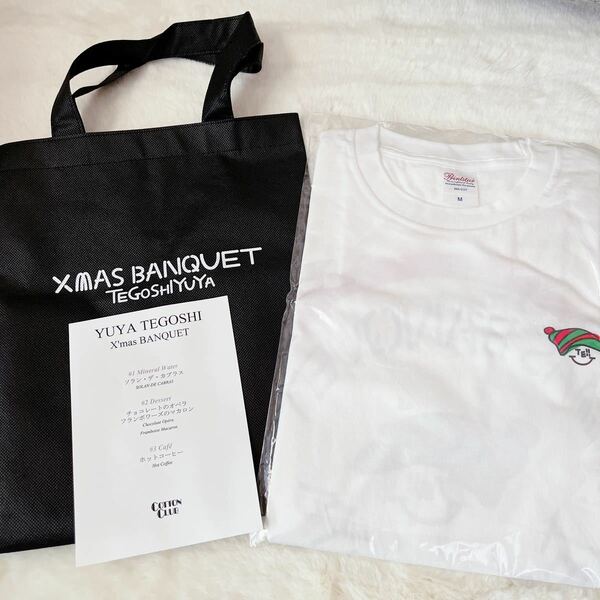 XMAS BANQUET
TEGOSHIYUYA
YUYA TEGOSHI
X'mas BANQUET
#1 Mineral Water
ソラン・デ・カブラス
SOLAN DE CABRAS
#2 Dessert
チョコレートのオペラ
フランボワーズのマカロン
Chocolate Opéra
Framboise Macaron
#3 Café
ホットコーヒー
Hot Coffee
COTTON
CLUB
Printstar
M